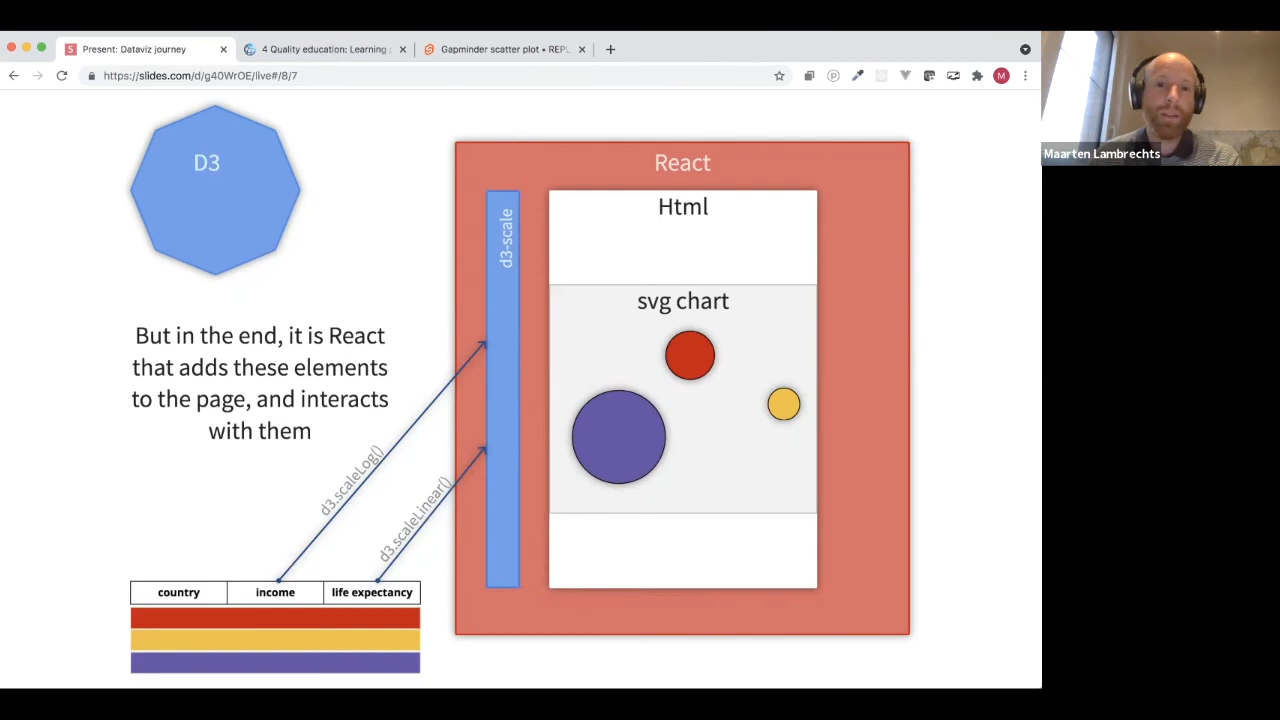 Present: Dataviz journey
4 Quality education: Learning
Gapminder scatter plot • REPL
https://slides.com/d/g40WrOE/live#/8/7
M
Maarten Lambrechts
D3
React
Html
d3-scale
svg chart
But in the end, it is React
that adds these elements
to the page, and interacts
with them
d3.scaleLog()
d3.scaleLinear()
country income life expectancy